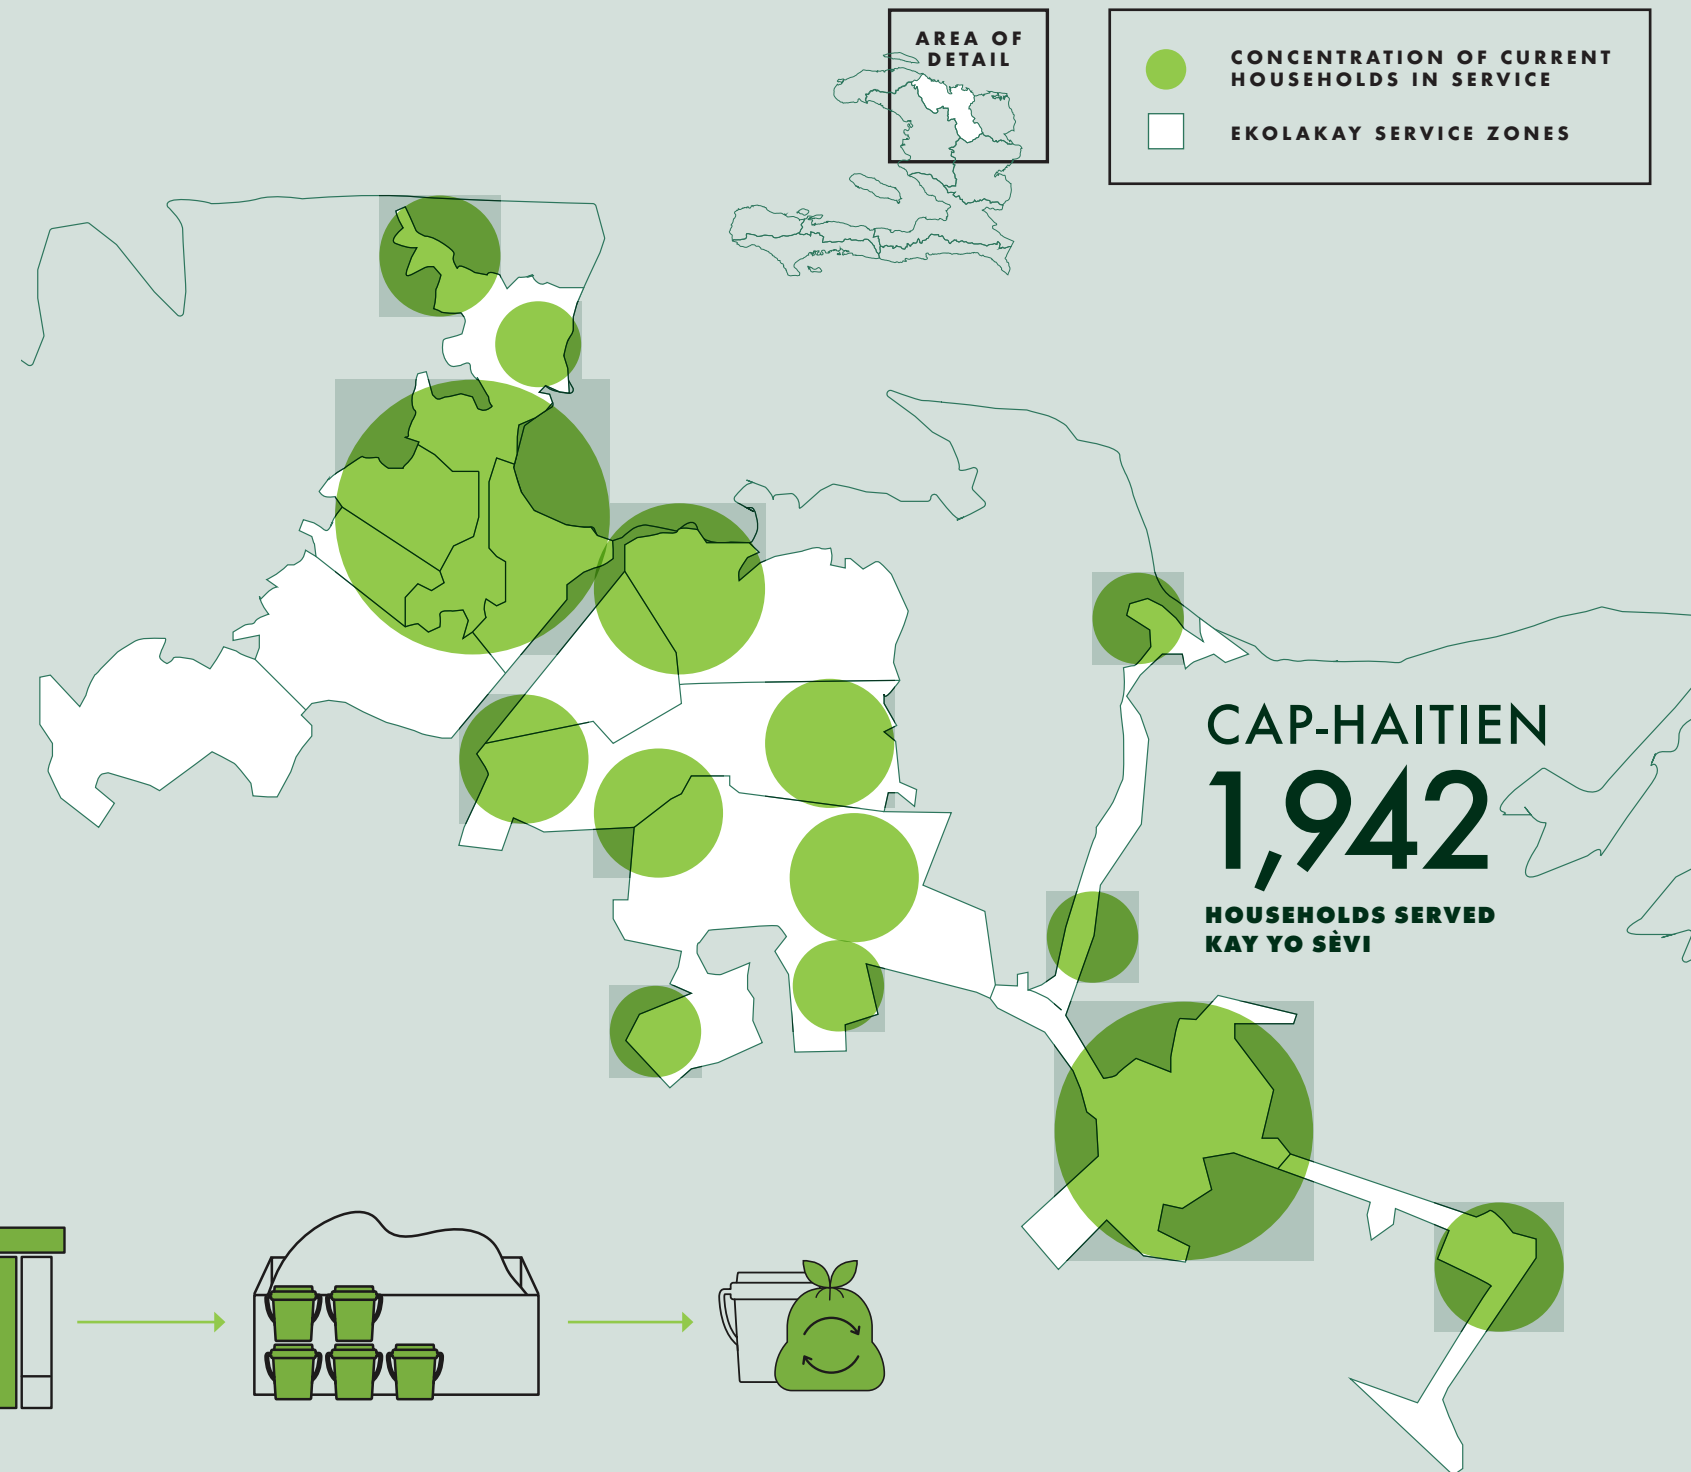 AREA OF
DETAIL
CONCENTRATION OF CURRENT
HOUSEHOLDS IN SERVICE
EKOLAKAY SERVICE ZONES
CAP-HAITIEN
1,942
HOUSEHOLDS SERVED
KAY YO SÈVI